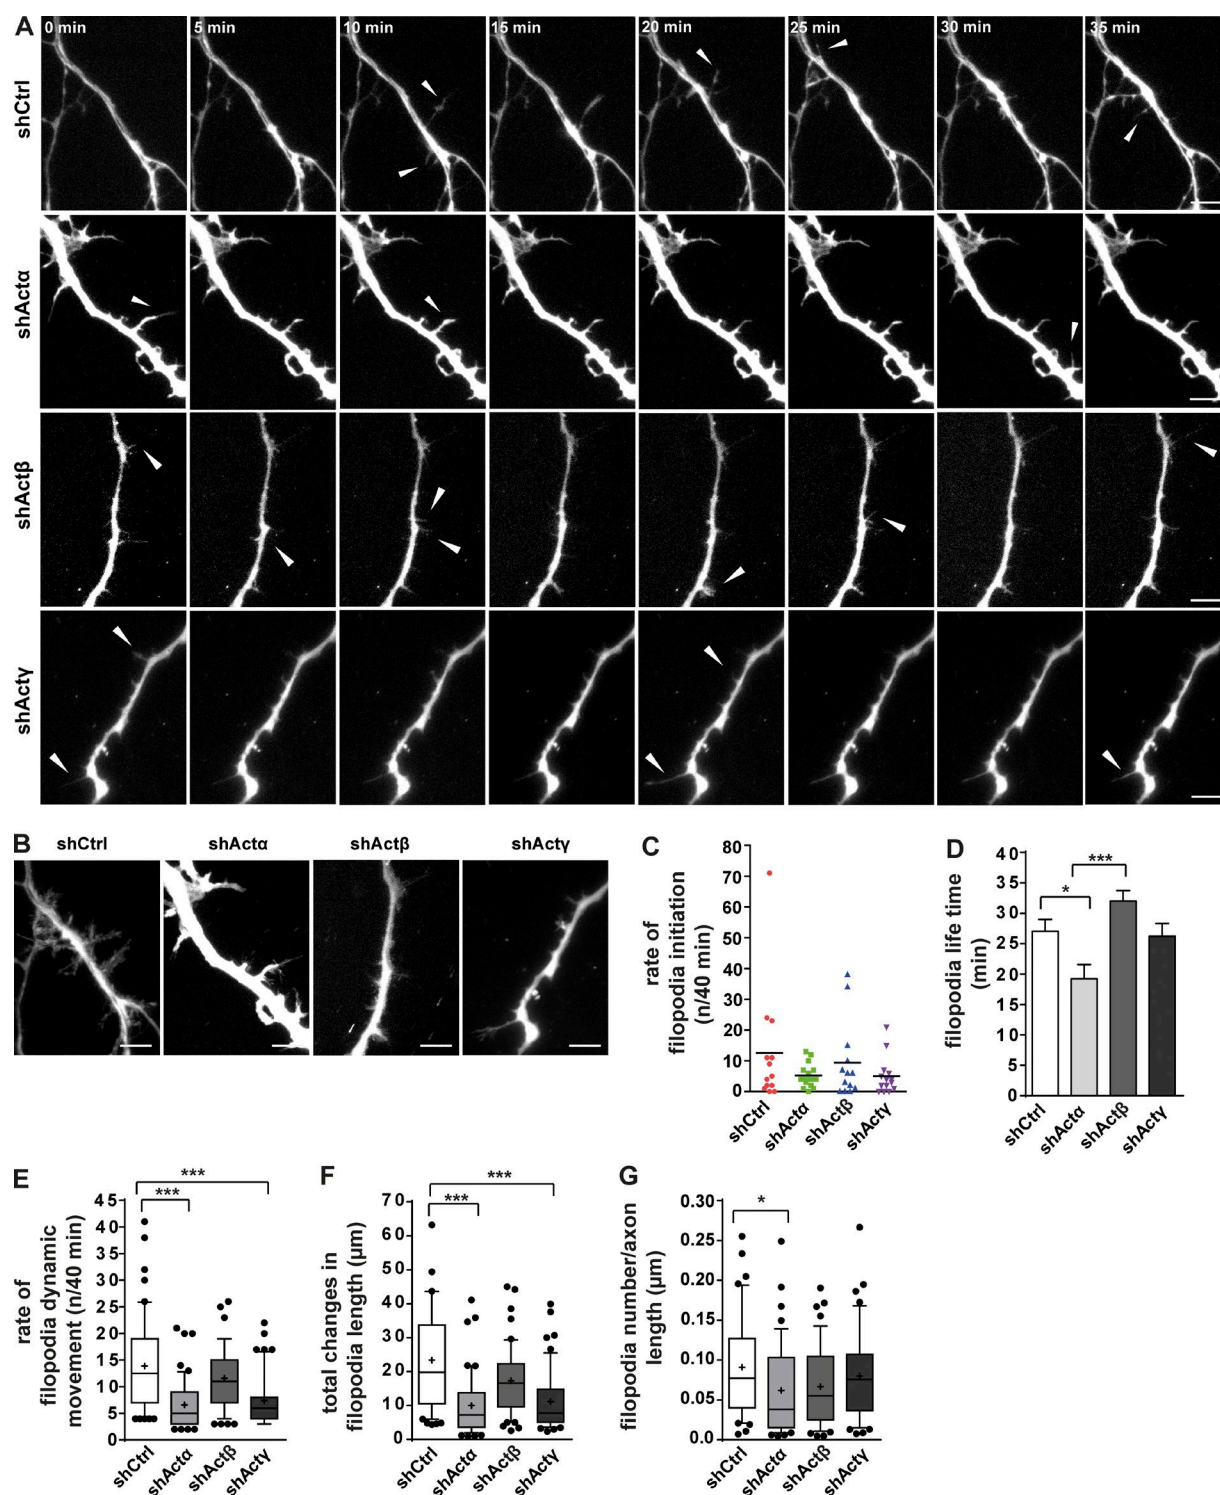 A
0 min 5 min 10 min 15 min 20 min 25 min 30 min 35 min
shCtrl
shActα
shActβ
shActγ
B shCtrl shActα shActβ shActγ
C
rate of
filopodia initiation
(n/40 min)
80
70
60
50
40
30
20
10
0
shCtrl shActα shActβ shActγ
D
filopodia life time
(min)
40
35
30
25
20
15
10
5
0
* ***
shCtrl shActα shActβ shActγ
E
rate of
filopodia dynamic
movement (n/40 min)
45
40
35
30
25
20
15
10
5
0
***
***
shCtrl shActα shActβ shActγ
F
total changes in
filopodia length (μm)
70
60
50
40
30
20
10
0
***
***
shCtrl shActα shActβ shActγ
G
filopodia number/axon
length (μm)
0.30
0.25
0.20
0.15
0.10
0.05
0.0
*
shCtrl shActα shActβ shActγ